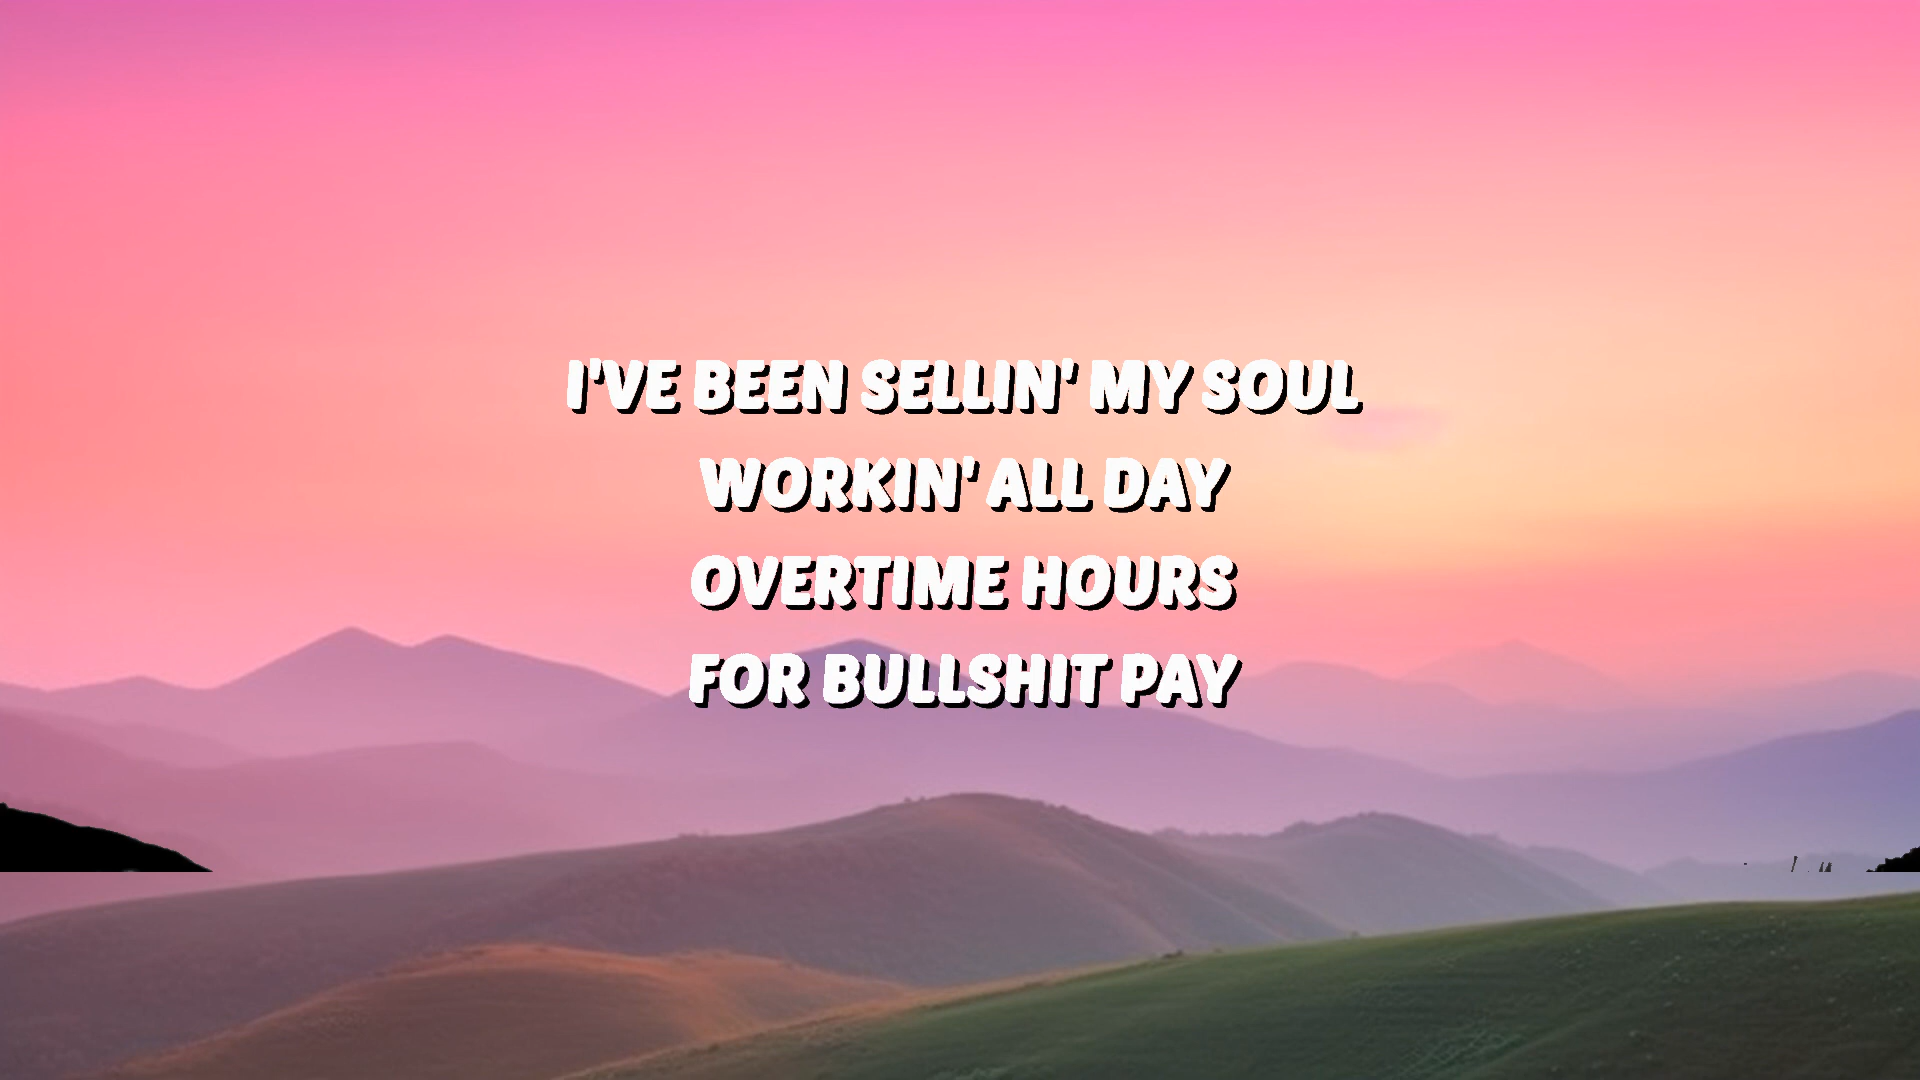 I'VE BEEN SELLIN' MY SOUL
WORKIN' ALL DAY
OVERTIME HOURS
FOR BULLSHIT PAY